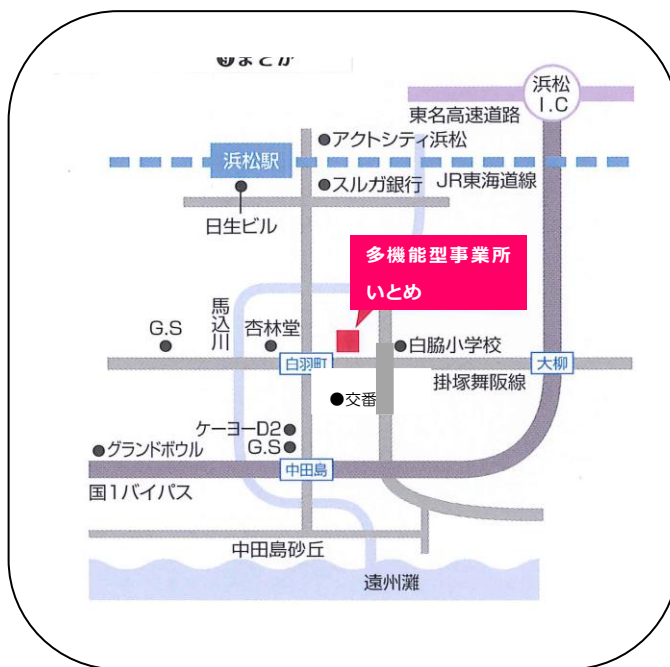 まどか
浜松
I.C
東名高速道路
アクトシティ浜松
浜松駅
JR東海道線
スルガ銀行
日生ビル
多機能型事業所
いとめ
馬込川
G.S
杏林堂
白脇小学校
白羽町
大柳
掛塚舞阪線
交番
ケーヨーD2
グランドボウル
G.S
中田島
国1バイパス
中田島砂丘
遠州灘